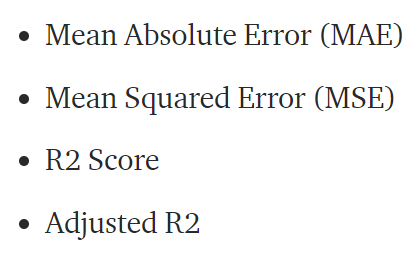 • Mean Absolute Error (MAE)
• Mean Squared Error (MSE)
• R2 Score
• Adjusted R2